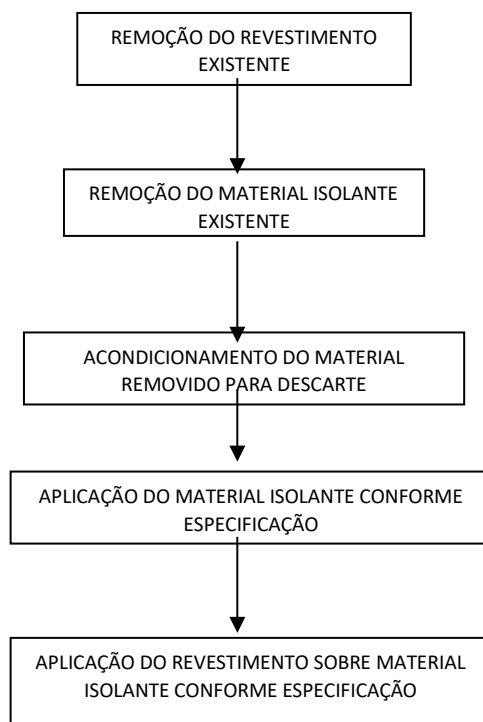 REMOÇÃO DO REVESTIMENTO
EXISTENTE
REMOÇÃO DO MATERIAL ISOLANTE
EXISTENTE
ACONDICIONAMENTO DO MATERIAL
REMOVIDO PARA DESCARTE
APLICAÇÃO DO MATERIAL ISOLANTE CONFORME
ESPECIFICAÇÃO
APLICAÇÃO DO REVESTIMENTO SOBRE MATERIAL
ISOLANTE CONFORME ESPECIFICAÇÃO